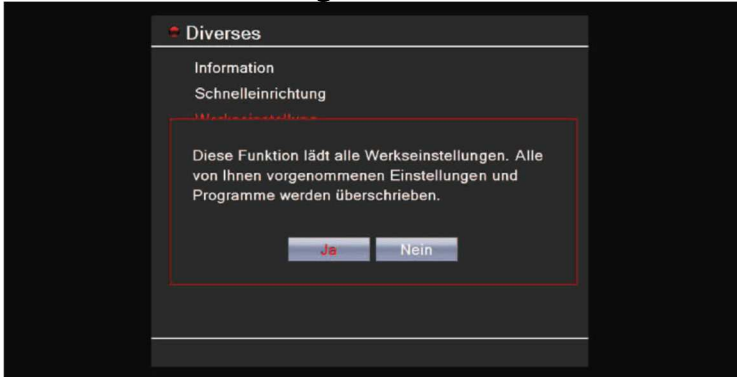 Diverses
Information
Schnelleinrichtung
Diese Funktion lädt alle Werkseinstellungen. Alle
von Ihnen vorgenommenen Einstellungen und
Programme werden überschrieben.
Ja Nein